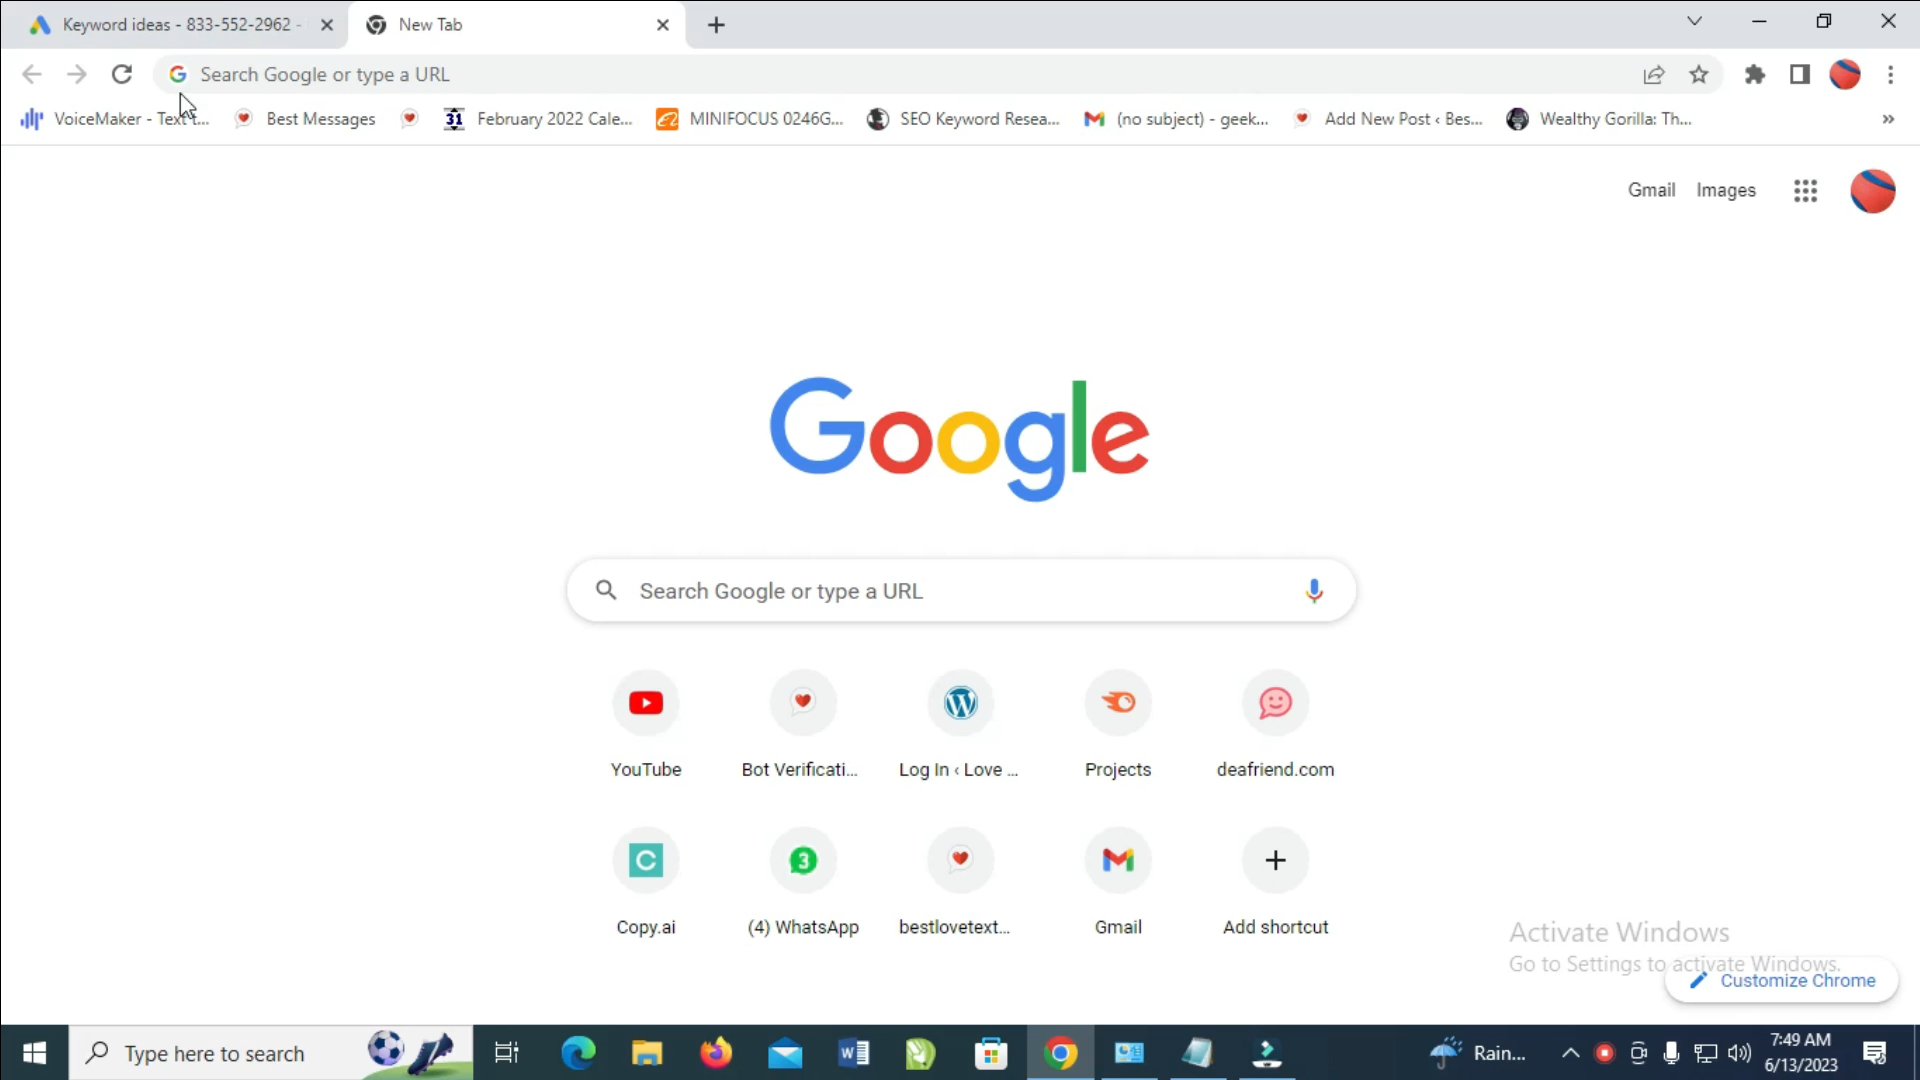 Keyword ideas - 833-552-2962 -
New Tab
Search Google or type a URL
VoiceMaker - Text t...
Best Messages
31
February 2022 Cale...
MINIFOCUS 0246G...
SEO Keyword Resea...
(no subject) - geek...
Add New Post ‹ Bes...
Wealthy Gorilla: Th...
»
Gmail
Images
Google
Search Google or type a URL
YouTube
Bot Verificati...
Log In ‹ Love ...
Projects
deafriend.com
Copy.ai
(4) WhatsApp
bestlovetext...
Gmail
Add shortcut
Activate Windows
Go to Settings to activate Windows.
Customize Chrome
Type here to search
Rain...
7:49 AM
6/13/2023